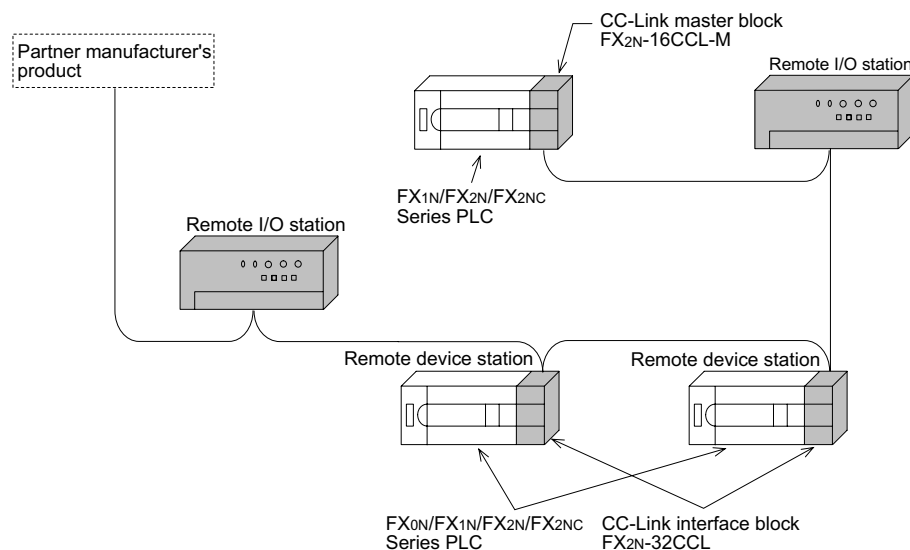 CC-Link master block
FX2N-16CCL-M
Partner manufacturer's
product
Remote I/O station
FX1N/FX2N/FX2NC
Series PLC
Remote I/O station
Remote device station
Remote device station
FX0N/FX1N/FX2N/FX2NC
Series PLC
CC-Link interface block
FX2N-32CCL